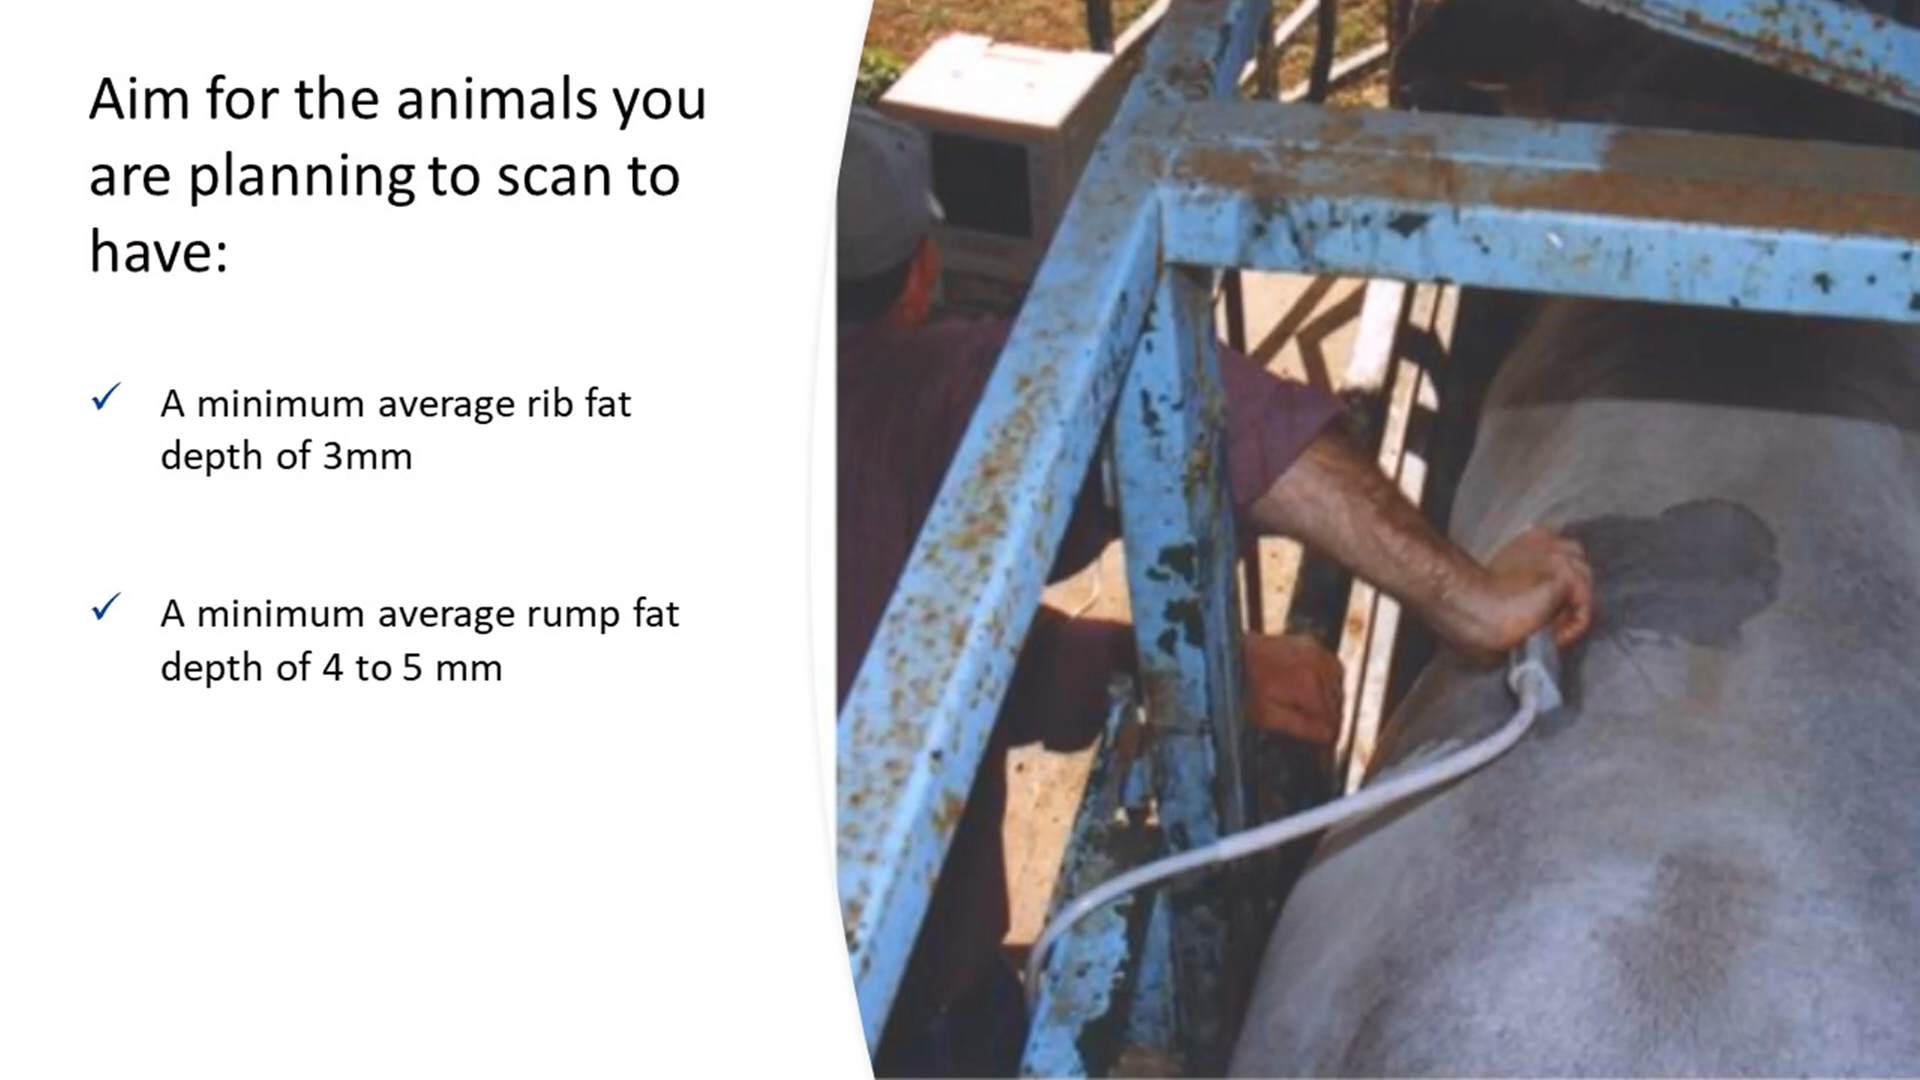 Aim for the animals you
are planning to scan to
have:
A minimum average rib fat
depth of 3mm
A minimum average rump fat
depth of 4 to 5 mm